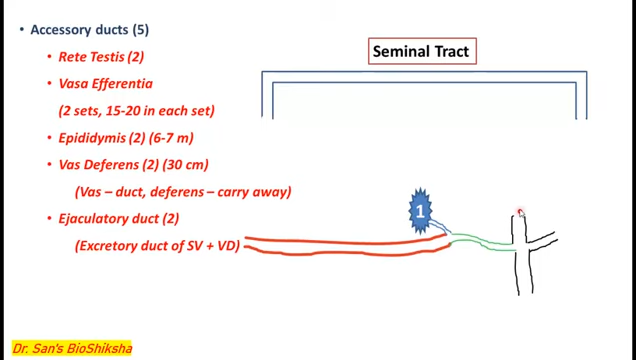 Accessory ducts (5)
Rete Testis (2)
Vasa Efferentia
(2 sets, 15-20 in each set)
Epididymis (2) (6-7 m)
Vas Deferens (2) (30 cm)
(Vas – duct, deferens – carry away)
Ejaculatory duct (2)
(Excretory duct of SV + VD)
Seminal Tract
1
Dr. San's BioShiksha